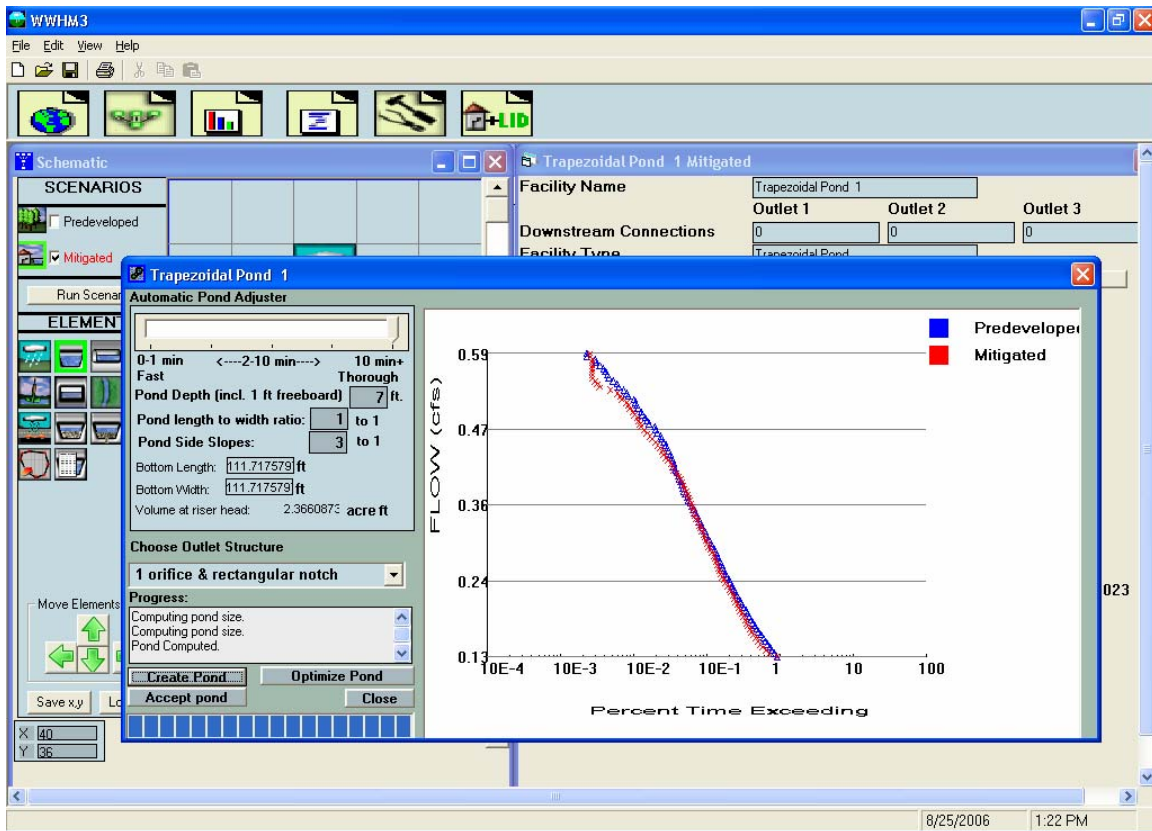 WWHM3
File Edit View Help
+LID
Schematic
SCENARIOS
Predeveloped
Mitigated
Run Scenar
ELEMENT
Move Elements
Save x,y
X 40
Y 36
Trapezoidal Pond 1 Mitigated
Facility Name Trapezoidal Pond 1
Outlet 1 Outlet 2 Outlet 3
Downstream Connections 0 0 0
Facility Type Trapezoidal Pond
023
Trapezoidal Pond 1
Automatic Pond Adjuster
0-1 min <----2-10 min----> 10 min+
Fast Thorough
Pond Depth (incl. 1 ft freeboard) 7 ft.
Pond length to width ratio: 1 to 1
Pond Side Slopes: 3 to 1
Bottom Length: 111.717579 ft
Bottom Width: 111.717579 ft
Volume at riser head: 2.3660873 acre ft
Choose Outlet Structure
1 orifice & rectangular notch
Progress:
Computing pond size.
Computing pond size.
Pond Computed.
Create Pond Optimize Pond
Accept pond Close
Predeveloped
Mitigated
FLOW (cfs)
0.59
0.47
0.36
0.24
0.13
10E-4 10E-3 10E-2 10E-1 1 10 100
Percent Time Exceeding
8/25/2006 1:22 PM